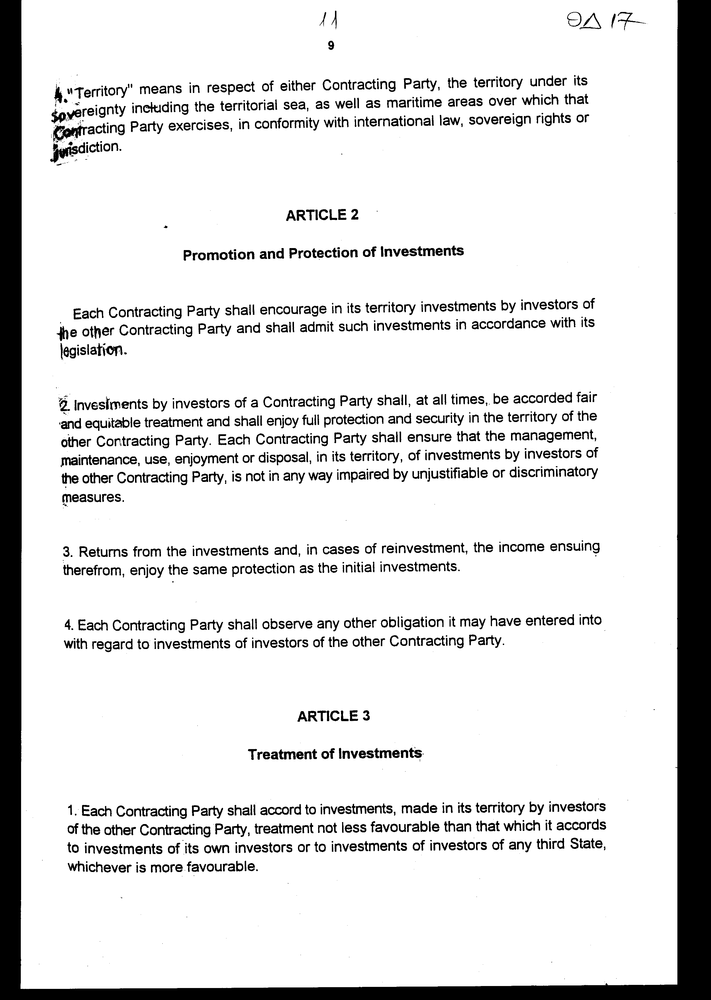 11
ΘΔ 17
9
4. "Territory" means in respect of either Contracting Party, the territory under its
sovereignty including the territorial sea, as well as maritime areas over which that
Contracting Party exercises, in conformity with international law, sovereign rights or
jurisdiction.
ARTICLE 2
Promotion and Protection of Investments
Each Contracting Party shall encourage in its territory investments by investors of
the other Contracting Party and shall admit such investments in accordance with its
legislation.
2. Investments by investors of a Contracting Party shall, at all times, be accorded fair
and equitable treatment and shall enjoy full protection and security in the territory of the
other Contracting Party. Each Contracting Party shall ensure that the management,
maintenance, use, enjoyment or disposal, in its territory, of investments by investors of
the other Contracting Party, is not in any way impaired by unjustifiable or discriminatory
measures.
3. Returns from the investments and, in cases of reinvestment, the income ensuing
therefrom, enjoy the same protection as the initial investments.
4. Each Contracting Party shall observe any other obligation it may have entered into
with regard to investments of investors of the other Contracting Party.
ARTICLE 3
Treatment of Investments
1. Each Contracting Party shall accord to investments, made in its territory by investors
of the other Contracting Party, treatment not less favourable than that which it accords
to investments of its own investors or to investments of investors of any third State,
whichever is more favourable.